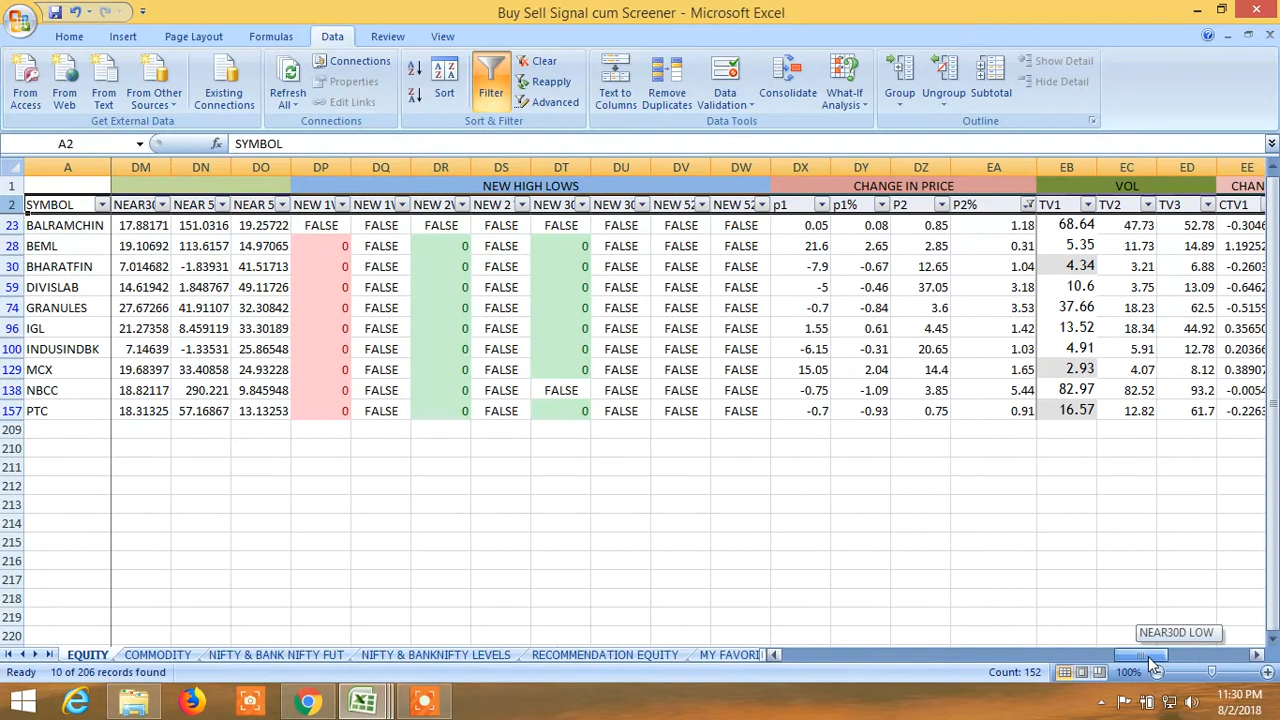 Buy Sell Signal cum Screener - Microsoft Excel
Home Insert Page Layout Formulas Data Review View
From Access From Web From Text From Other Sources Existing Connections Refresh All Connections Properties Edit Links Sort Filter Clear Reapply Advanced Text to Columns Remove Duplicates Data Validation Consolidate What-If Analysis Group Ungroup Subtotal Show Detail Hide Detail
Get External Data Connections Sort & Filter Data Tools Outline
A2 fx SYMBOL
A DM DN DO DP DQ DR DS DT DU DV DW DX DY DZ EA EB EC ED EE
1 NEW HIGH LOWS CHANGE IN PRICE VOL CHAN
2 SYMBOL NEAR30 NEAR 5 NEAR 5 NEW 1V NEW 1V NEW 2V NEW 2 NEW 30 NEW 30 NEW 52 NEW 52 p1 p1% P2 P2% TV1 TV2 TV3 CTV1
23 BALRAMCHIN 17.88171 151.0316 19.25722 FALSE FALSE FALSE FALSE FALSE FALSE FALSE FALSE 0.05 0.08 0.85 1.18 68.64 47.73 52.78 -0.3046
28 BEML 19.10692 113.6157 14.97065 0 FALSE 0 FALSE 0 FALSE FALSE FALSE 21.6 2.65 2.85 0.31 5.35 11.73 14.89 1.19252
30 BHARATFIN 7.014682 -1.83931 41.51713 0 FALSE 0 FALSE 0 FALSE FALSE FALSE -7.9 -0.67 12.65 1.04 4.34 3.21 6.88 -0.2603
59 DIVISLAB 14.61942 1.848767 49.11726 0 FALSE 0 FALSE 0 FALSE FALSE FALSE -5 -0.46 37.05 3.18 10.6 3.75 13.09 -0.6462
74 GRANULES 27.67266 41.91107 32.30842 0 FALSE 0 FALSE 0 FALSE FALSE FALSE -0.7 -0.84 3.6 3.53 37.66 18.23 62.5 -0.5159
96 IGL 21.27358 8.459119 33.30189 0 FALSE 0 FALSE 0 FALSE FALSE FALSE 1.55 0.61 4.45 1.42 13.52 18.34 44.92 0.35650
100 INDUSINDBK 7.14639 -1.33531 25.86548 0 FALSE 0 FALSE 0 FALSE FALSE FALSE -6.15 -0.31 20.65 1.03 4.91 5.91 12.78 0.20366
129 MCX 19.68397 33.40858 24.93228 0 FALSE 0 FALSE 0 FALSE FALSE FALSE 15.05 2.04 14.4 1.65 2.93 4.07 8.12 0.38907
138 NBCC 18.82117 290.221 9.845948 0 FALSE 0 FALSE FALSE FALSE FALSE FALSE -0.75 -1.09 3.85 5.44 82.97 82.52 93.2 -0.0054
157 PTC 18.31325 57.16867 13.13253 0 FALSE 0 FALSE 0 FALSE FALSE FALSE -0.7 -0.93 0.75 0.91 16.57 12.82 61.7 -0.2263
209
210
211
212
213
214
215
216
217
218
219
220
NEAR30D LOW
EQUITY COMMODITY NIFTY & BANK NIFTY FUT NIFTY & BANKNIFTY LEVELS RECOMMENDATION EQUITY MY FAVORI
Ready 10 of 206 records found Count: 152 100%
11:30 PM
8/2/2018